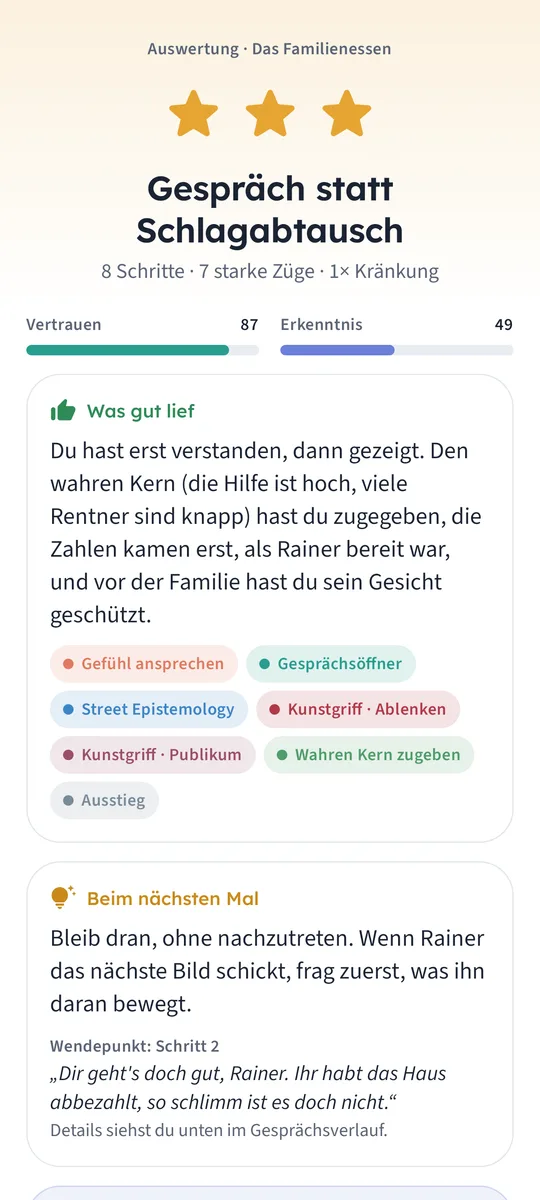 Auswertung · Das Familienessen
Gespräch statt
Schlagabtausch
8 Schritte · 7 starke Züge · 1× Kränkung
Vertrauen 87
Erkenntnis 49
Was gut lief
Du hast erst verstanden, dann gezeigt. Den
wahren Kern (die Hilfe ist hoch, viele
Rentner sind knapp) hast du zugegeben, die
Zahlen kamen erst, als Rainer bereit war,
und vor der Familie hast du sein Gesicht
geschützt.
Gefühl ansprechen
Gesprächsöffner
Street Epistemology
Kunstgriff · Ablenken
Kunstgriff · Publikum
Wahren Kern zugeben
Ausstieg
Beim nächsten Mal
Bleib dran, ohne nachzutreten. Wenn Rainer
das nächste Bild schickt, frag zuerst, was ihn
daran bewegt.
Wendepunkt: Schritt 2
„Dir geht's doch gut, Rainer. Ihr habt das Haus
abbezahlt, so schlimm ist es doch nicht.“
Details siehst du unten im Gesprächsverlauf.